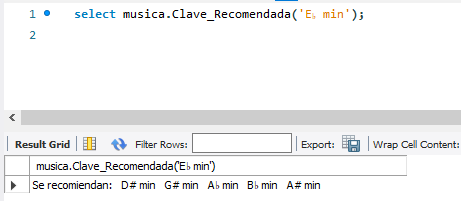 1 select musica.Clave_Recomendada('E♭ min');
2
Result Grid Filter Rows: Export: Wrap Cell Content:
musica.Clave_Recomendada('E♭ min')
Se recomiendan: D# min G# min A♭ min B♭ min A# min